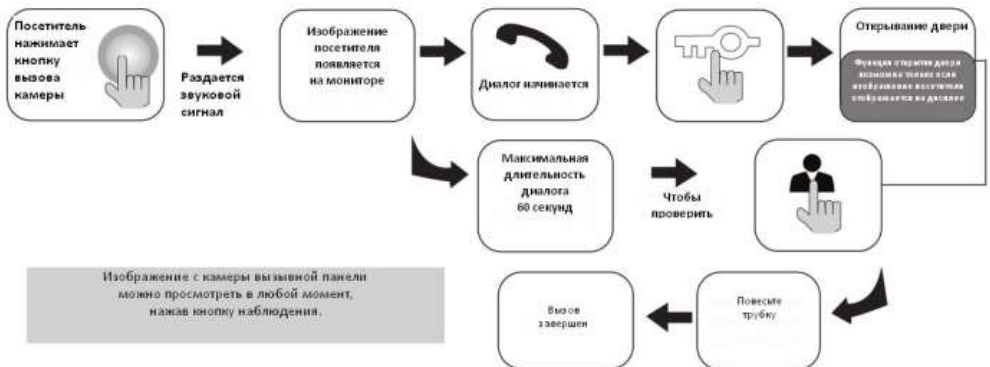 Посетитель
нажимает
кнопку
вызова
камеры
Раздается
звуковой
сигнал
Изображение
посетителя
появляется
на мониторе
Диалог начинается
Открывание двери
Функция открытия двери
возможна только если
изображение посетителя
отображается на дисплее
Максимальная
длительность
диалога
60 секунд
Чтобы
проверить
Изображение с камеры вызывной панели
можно просмотреть в любой момент,
нажав кнопку наблюдения.
Повесьте
трубку
Вызов
завершен